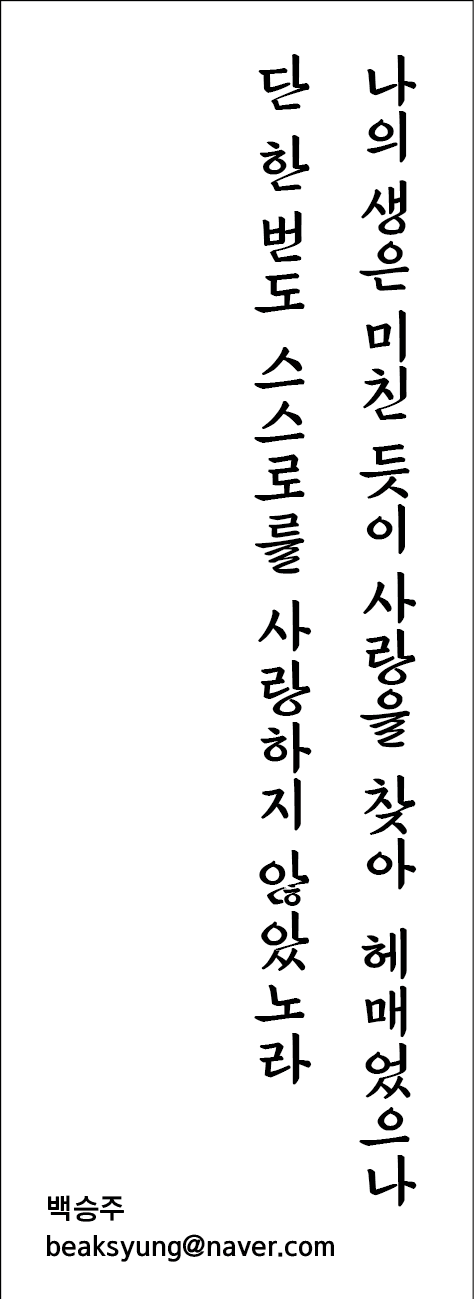 나의 생은 미친 듯이 사랑을 찾아 헤매었으나
단 한 번도 스스로를 사랑하지 않았노라
백승주
beaksyung@naver.com